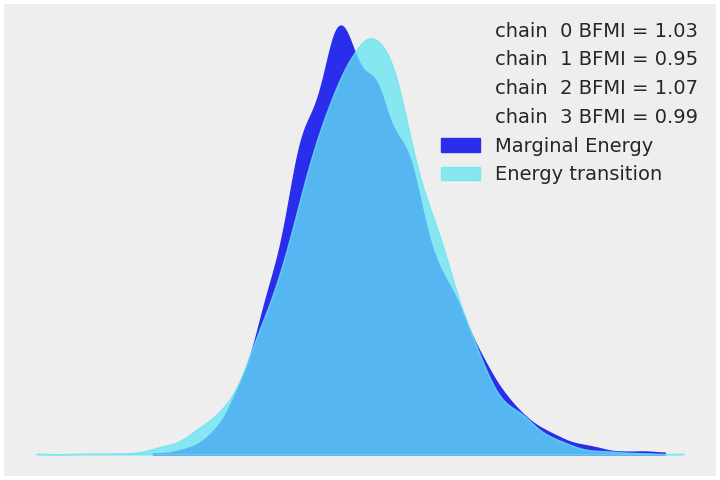 chain  0 BFMI = 1.03
chain  1 BFMI = 0.95
chain  2 BFMI = 1.07
chain  3 BFMI = 0.99
Marginal Energy
Energy transition